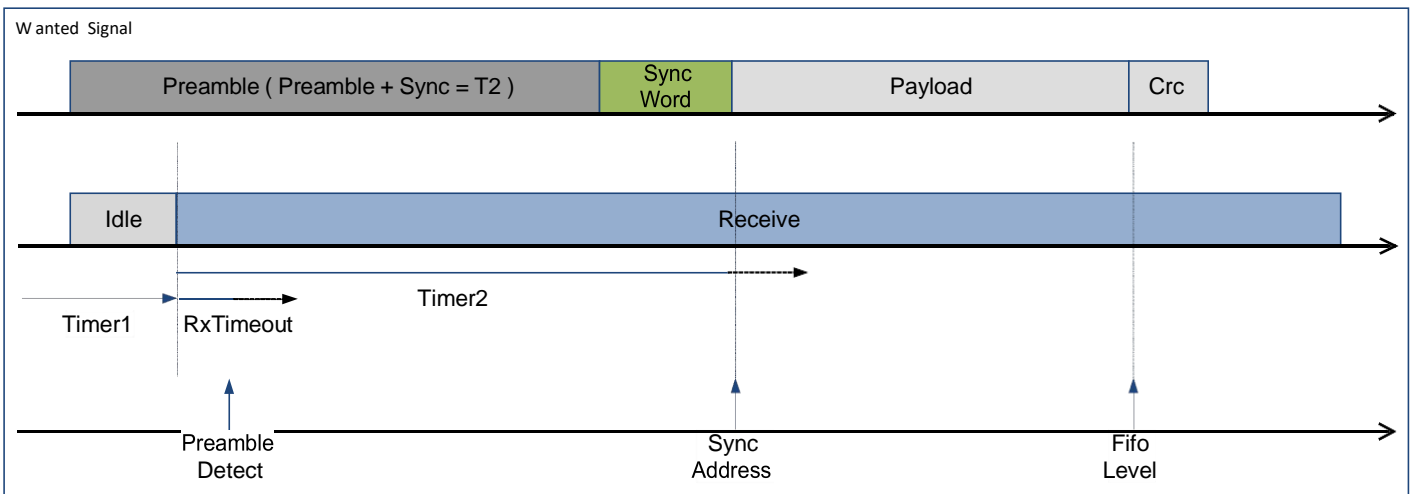 Wanted Signal
Preamble ( Preamble + Sync = T2 )
Sync
Word
Payload
Crc
Idle
Receive
Timer2
Timer1
RxTimeout
Preamble
Detect
Sync
Address
Fifo
Level